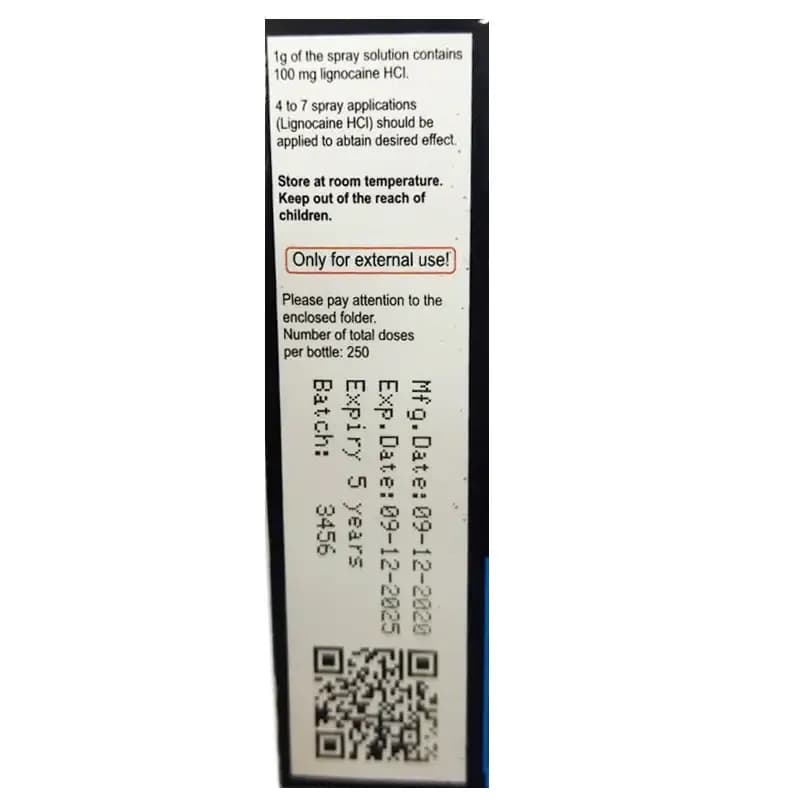 1g of the spray solution contains
100 mg lignocaine HCl.
4 to 7 spray applications
(Lignocaine HCl) should be
applied to abtain desired effect.
Store at room temperature.
Keep out of the reach of
children.
Only for external use!
Please pay attention to the
enclosed folder.
Number of total doses
per bottle: 250
Mfg.Date:09-12-2020
Exp.Date:09-12-2025
Expiry 5 years
Batch: 3456